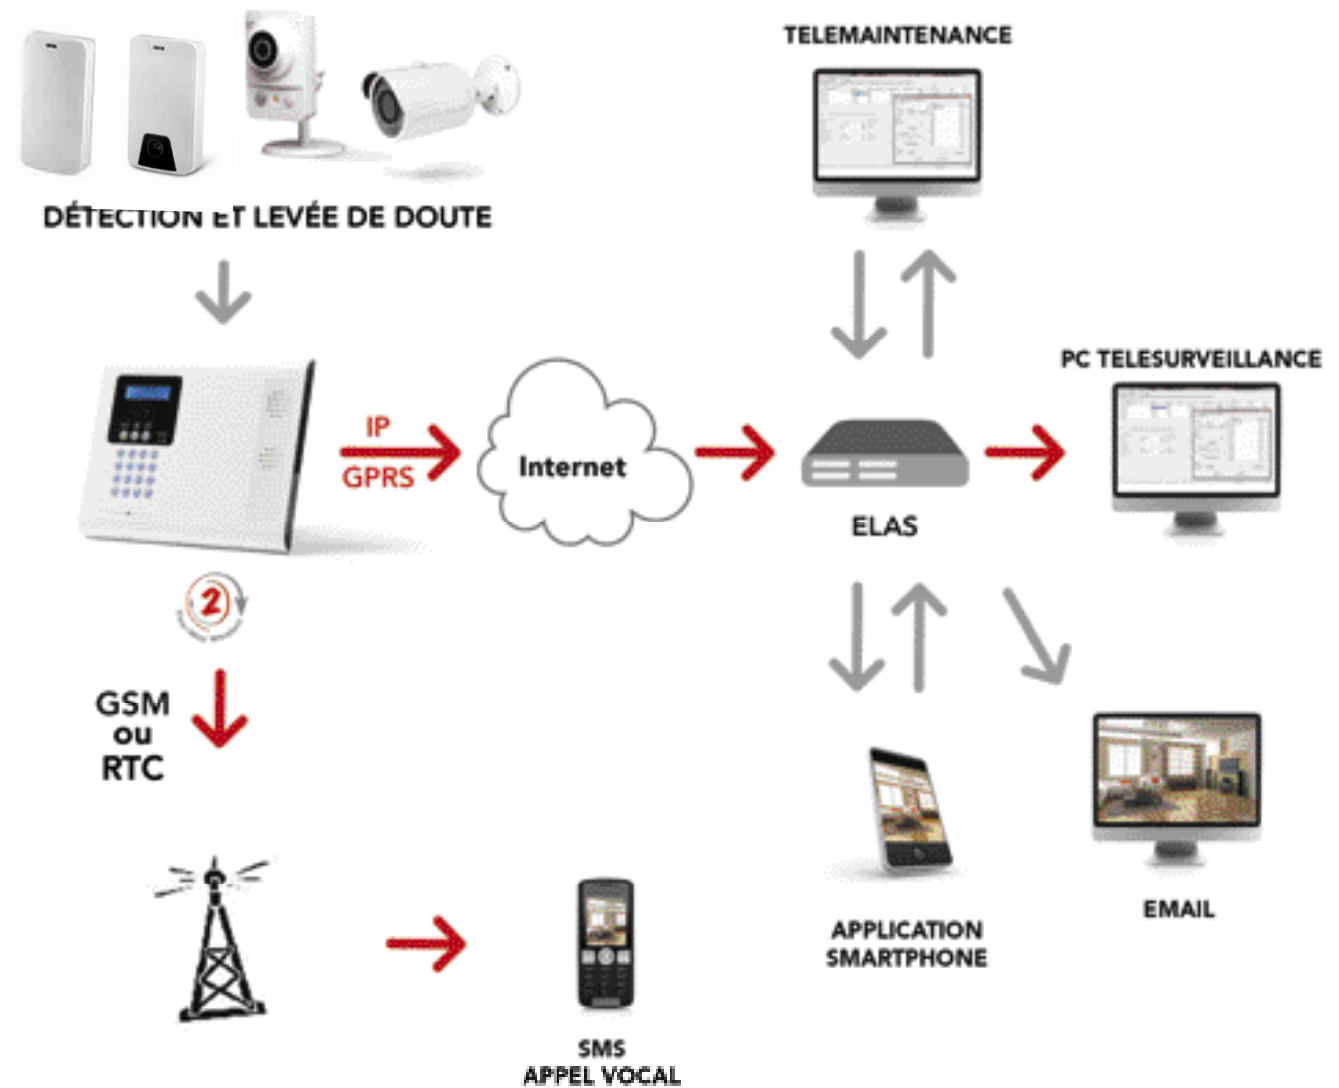 TELEMAINTENANCE
DÉTECTION ET LEVÉE DE DOUTE
PC TELESURVEILLANCE
IP
GPRS
Internet
ELAS
2
GSM
ou
RTC
APPLICATION
SMARTPHONE
EMAIL
SMS
APPEL VOCAL